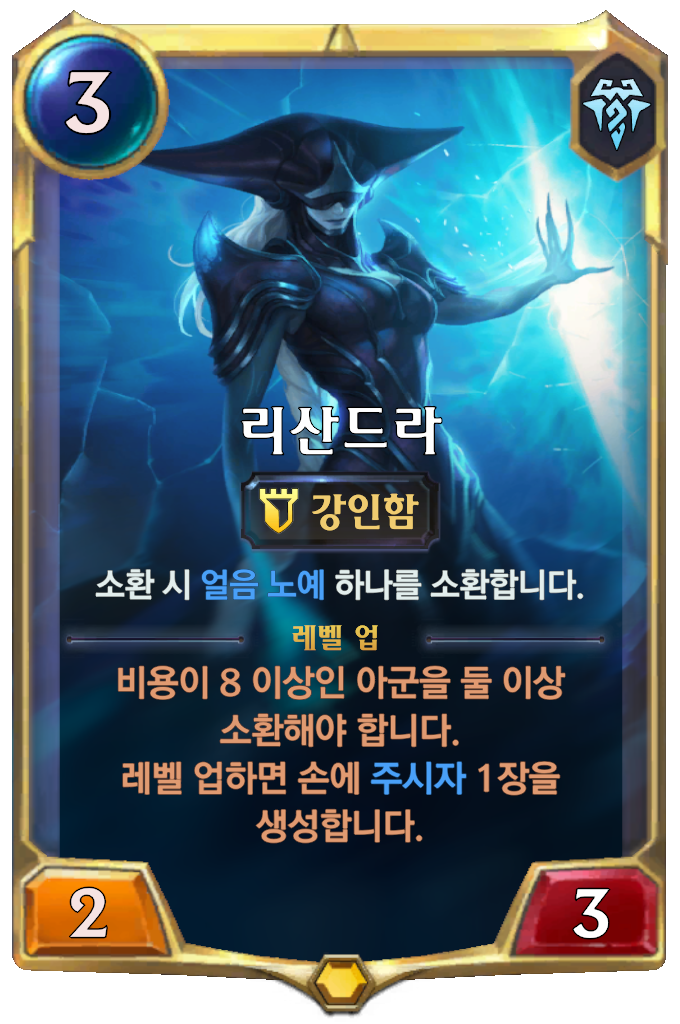 3
리산드라
강인함
소환 시 얼음 노예 하나를 소환합니다.
레벨 업
비용이 8 이상인 아군을 둘 이상
소환해야 합니다.
레벨 업하면 손에 주시자 1장을
생성합니다.
2
3